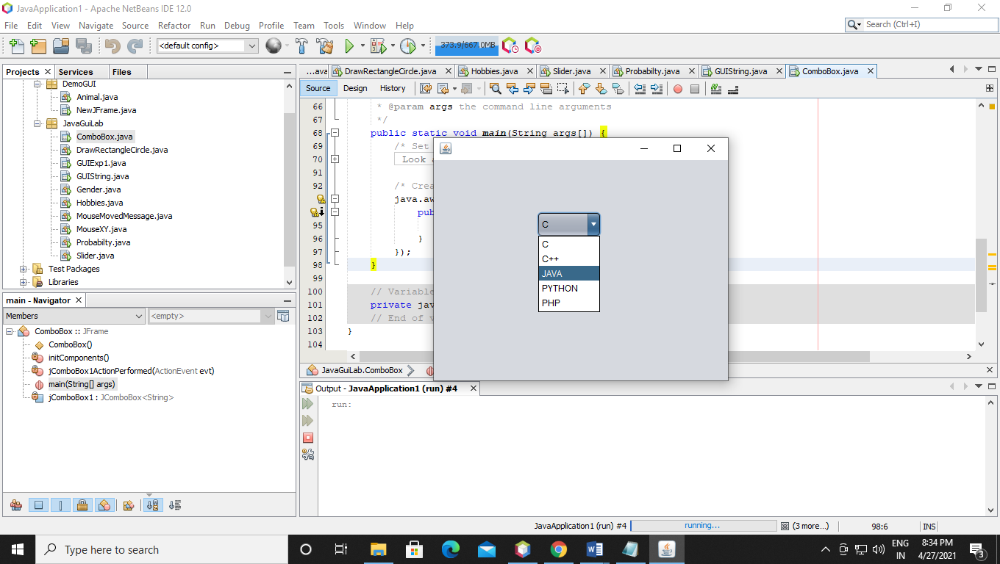 JavaApplication1 - Apache NetBeans IDE 12.0
File Edit View Navigate Source Refactor Run Debug Profile Team Tools Window Help
Search (Ctrl+I)
<default config>
373.9/667.0MB
Projects Services Files
DemoGUI
Animal.java
NewJFrame.java
JavaGuiLab
ComboBox.java
DrawRectangleCircle.java
GUIExp1.java
GUIString.java
Gender.java
Hobbies.java
MouseMovedMessage.java
MouseXY.java
Probabilty.java
Slider.java
Test Packages
Libraries
main - Navigator
Members
<empty>
ComboBox :: JFrame
ComboBox()
initComponents()
jComboBox1ActionPerformed(ActionEvent evt)
main(String[] args)
jComboBox1 : JComboBox<String>
...ava DrawRectangleCircle.java Hobbies.java Slider.java Probabilty.java GUIString.java ComboBox.java
Source Design History
66 * @param args the command line arguments
67 */
68 public static void main(String args[]) {
69 /* Set
70 Look
91
92 /* Crea
java.aw
pub
95
96 }
97 });
98 }
99
100 // Variable
101 private jav
102 // End of v
103 }
104
JavaGuiLab.ComboBox
C
C
C++
JAVA
PYTHON
PHP
Output - JavaApplication1 (run) #4
run:
JavaApplication1 (run) #4 running... (3 more...) 98:6 INS
Type here to search
ENG
IN
8:34 PM
4/27/2021
3